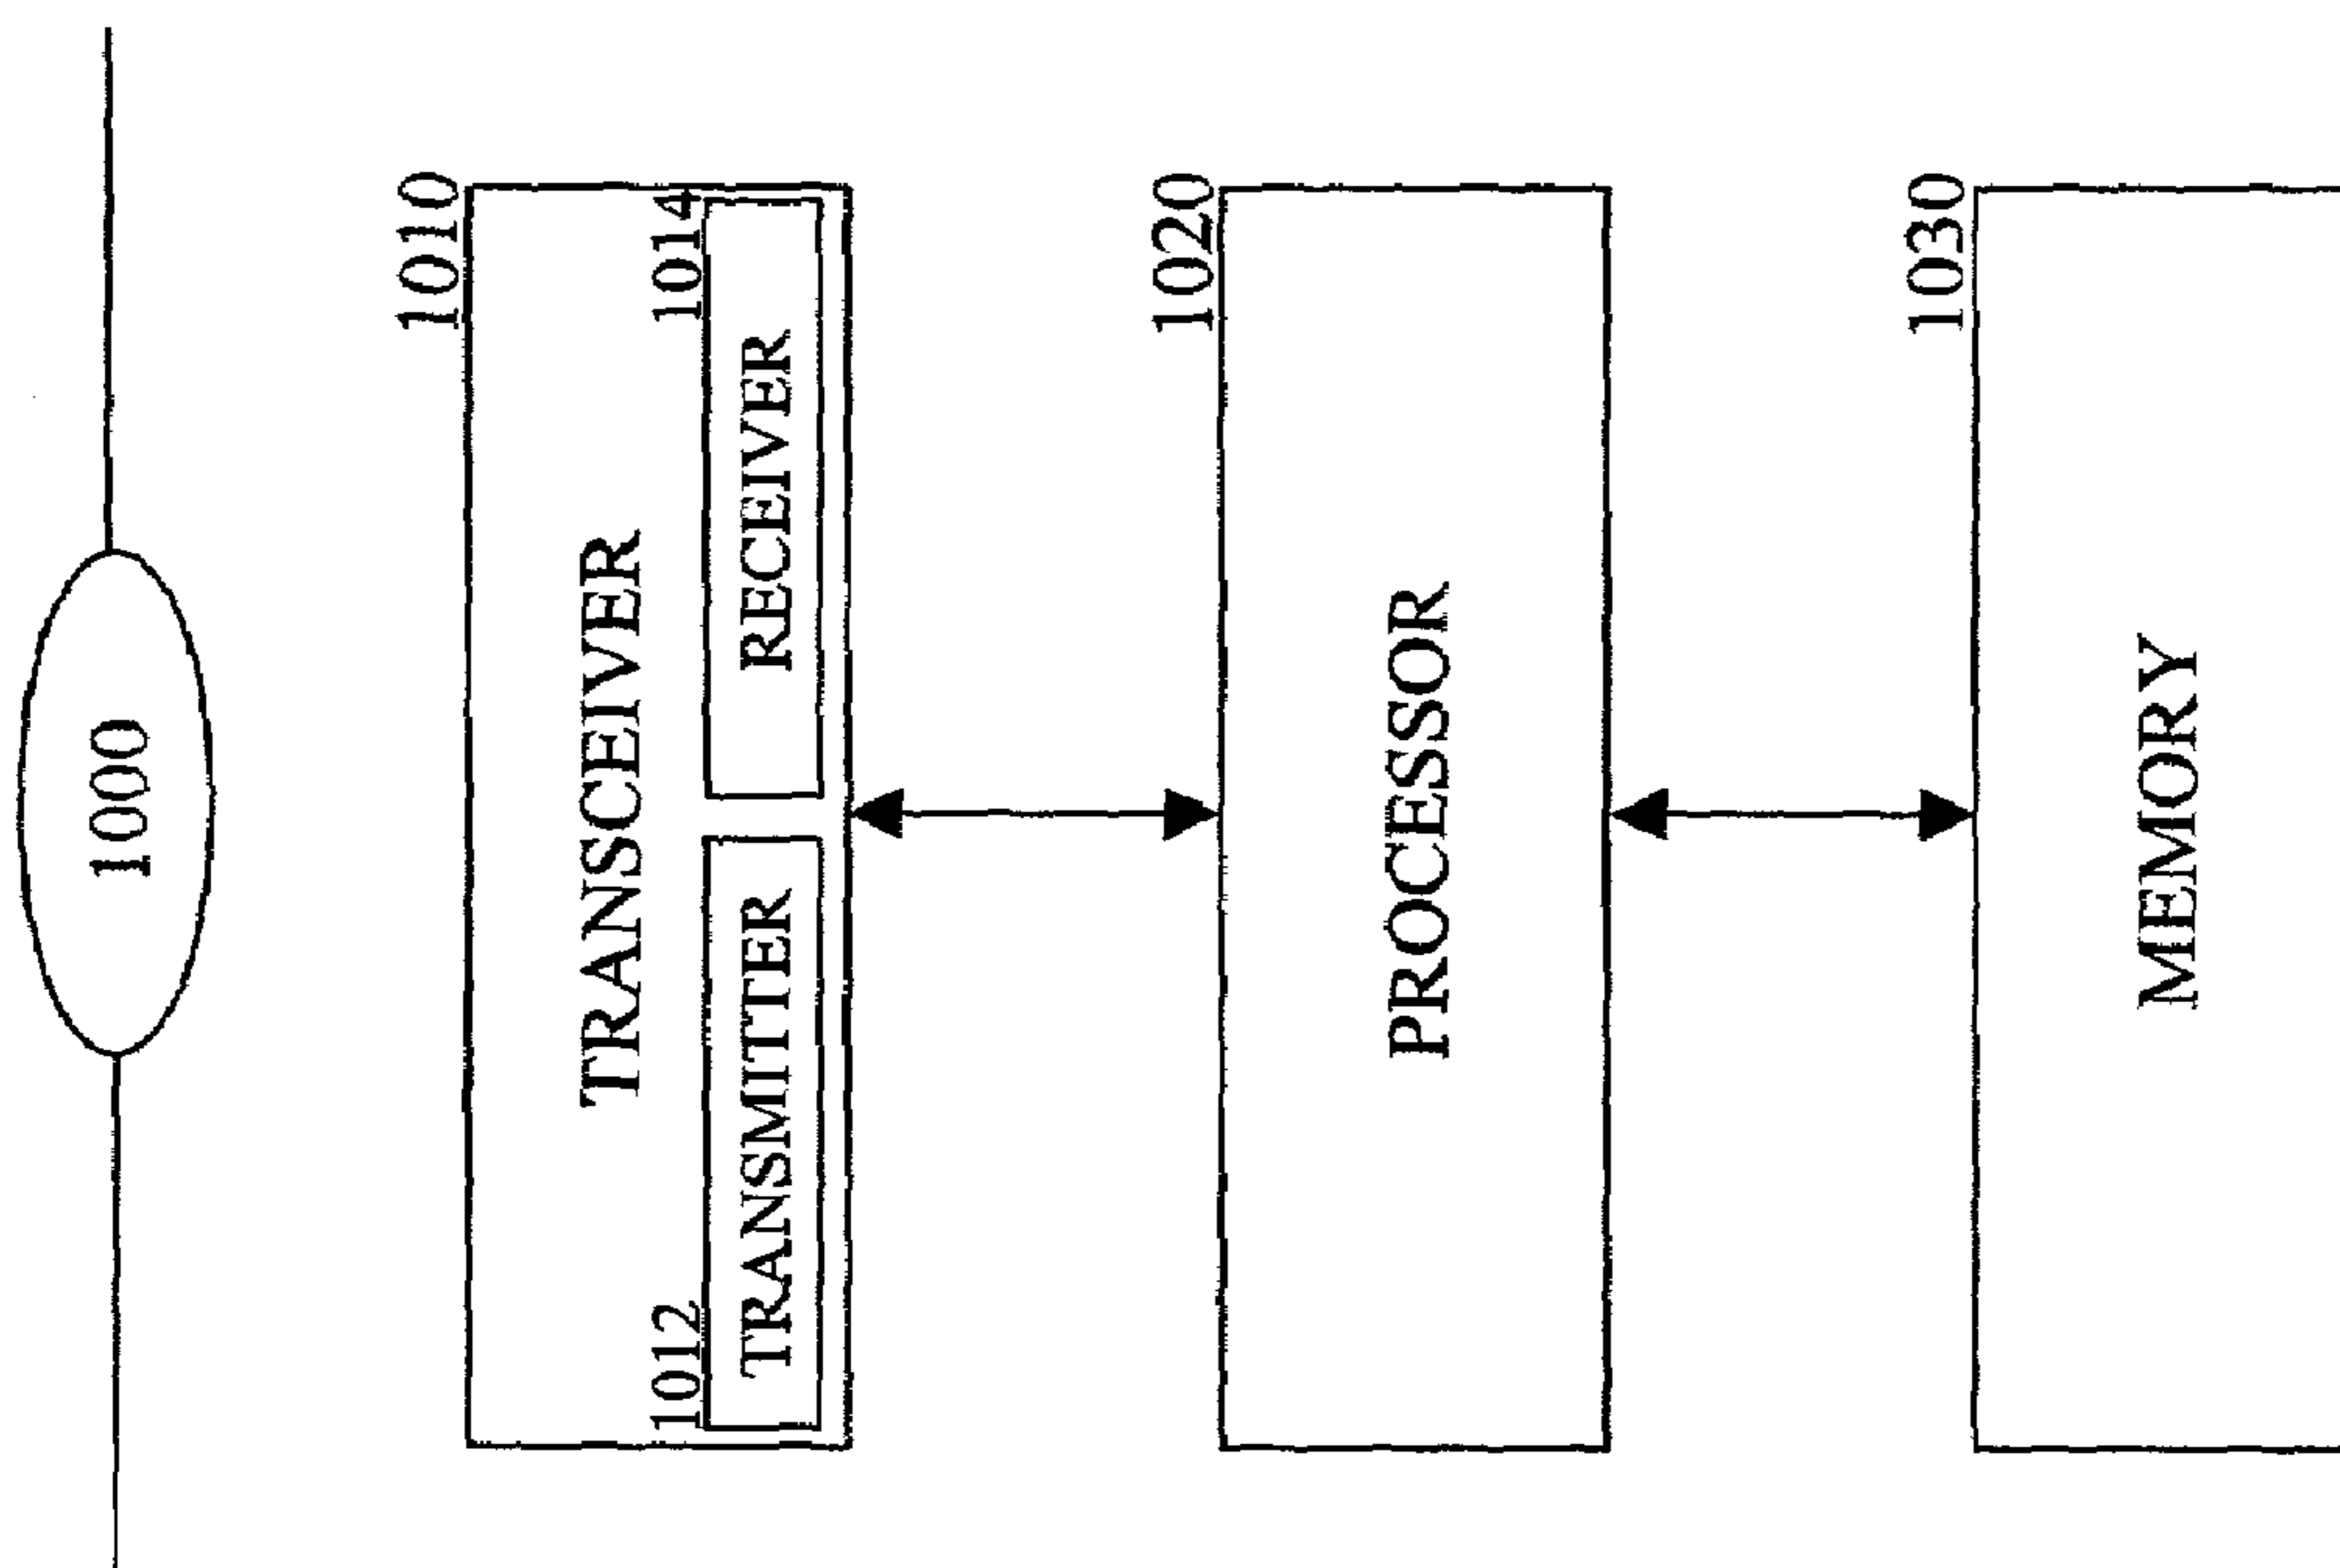 1000
1010
TRANSCEIVER
1012
1014
TRANSMITTER
RECEIVER
1020
PROCESSOR
1030
MEMORY